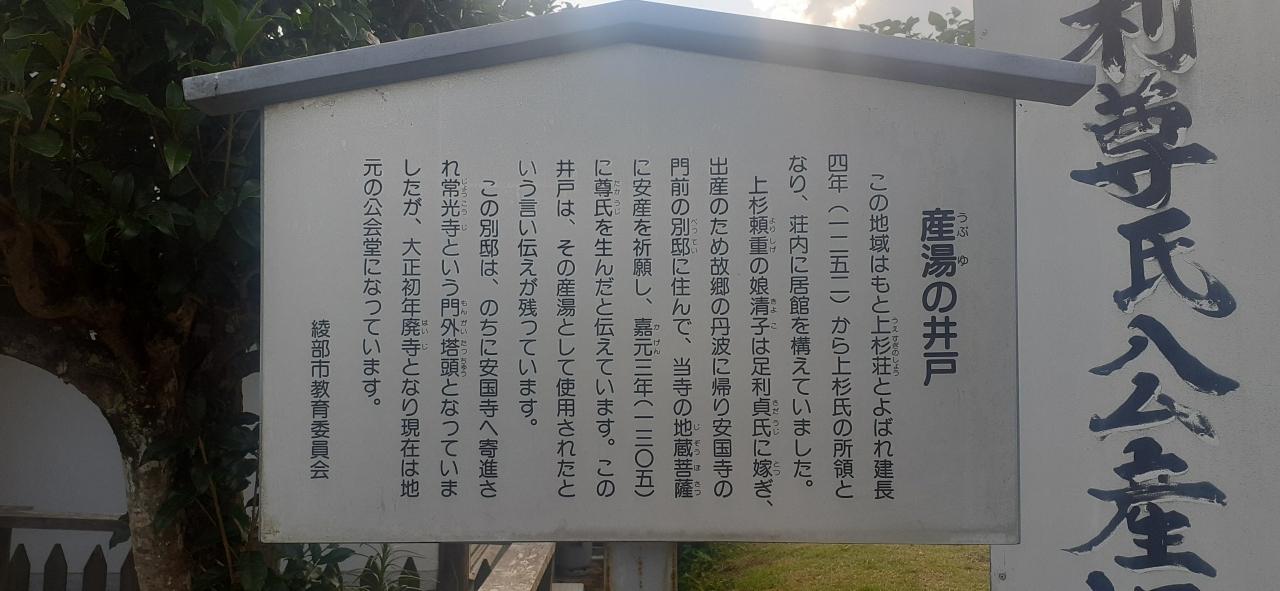 利尊氏公産
産湯の井戸
この地域はもと上杉荘とよばれ建長
四年（一二五二）から上杉氏の所領と
なり、荘内に居館を構えていました。
上杉頼重の娘清子は足利貞氏に嫁ぎ、
出産のため故郷の丹波に帰り安国寺の
門前の別邸に住んで、当寺の地蔵菩薩
に安産を祈願し、嘉元三年(一三〇五)
に尊氏を生んだと伝えています。この
井戸は、その産湯として使用されたと
いう言い伝えが残っています。
この別邸は、のちに安国寺へ寄進さ
れ常光寺という門外塔頭となっていま
したが、大正初年廃寺となり現在は地
元の公会堂になっています。
綾部市教育委員会